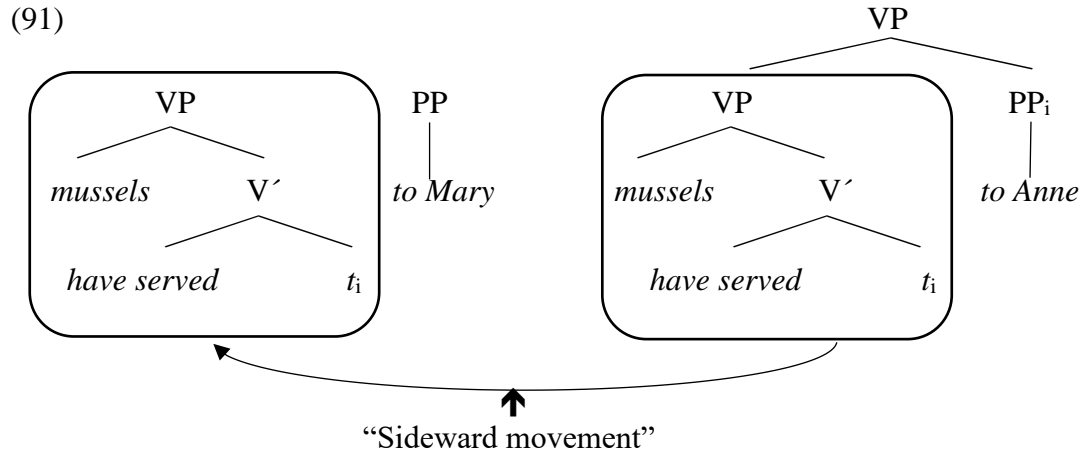 (91) VP
VP PP VP PPi
mussels V´ to Mary mussels V´ to Anne
have served ti have served ti
“Sideward movement”